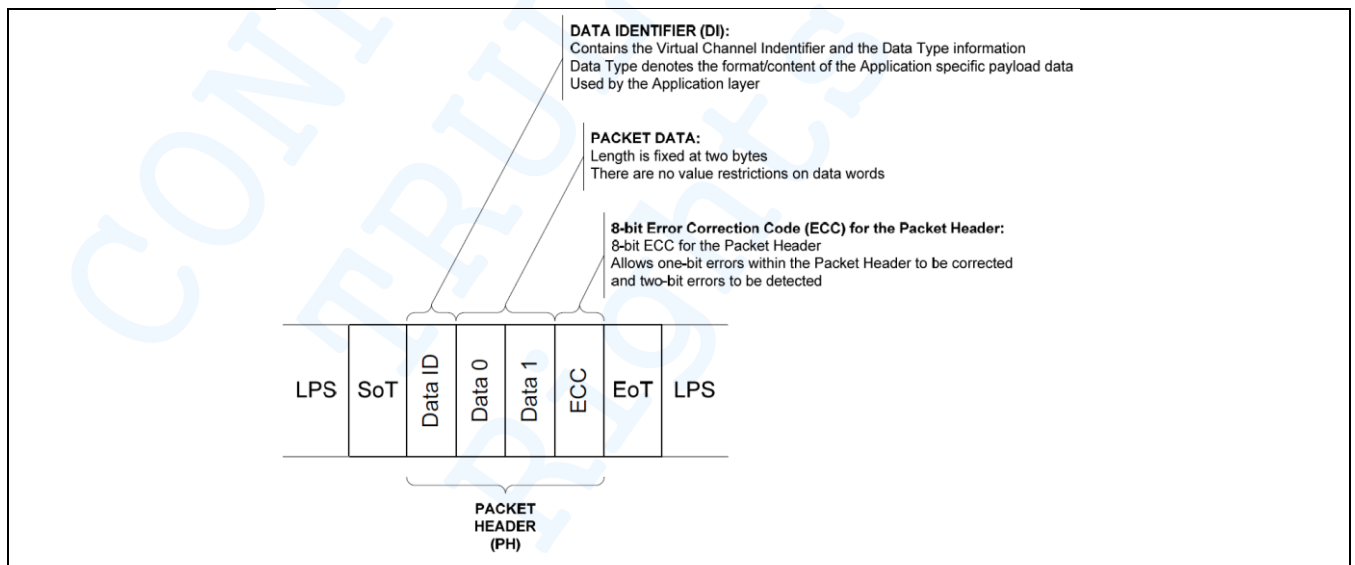 DATA IDENTIFIER (DI):
Contains the Virtual Channel Indentifier and the Data Type information
Data Type denotes the format/content of the Application specific payload data
Used by the Application layer
PACKET DATA:
Length is fixed at two bytes
There are no value restrictions on data words
8-bit Error Correction Code (ECC) for the Packet Header:
8-bit ECC for the Packet Header
Allows one-bit errors within the Packet Header to be corrected
and two-bit errors to be detected
LPS SoT Data ID Data 0 Data 1 ECC EoT LPS
PACKET
HEADER
(PH)
CON
TRU
Rights